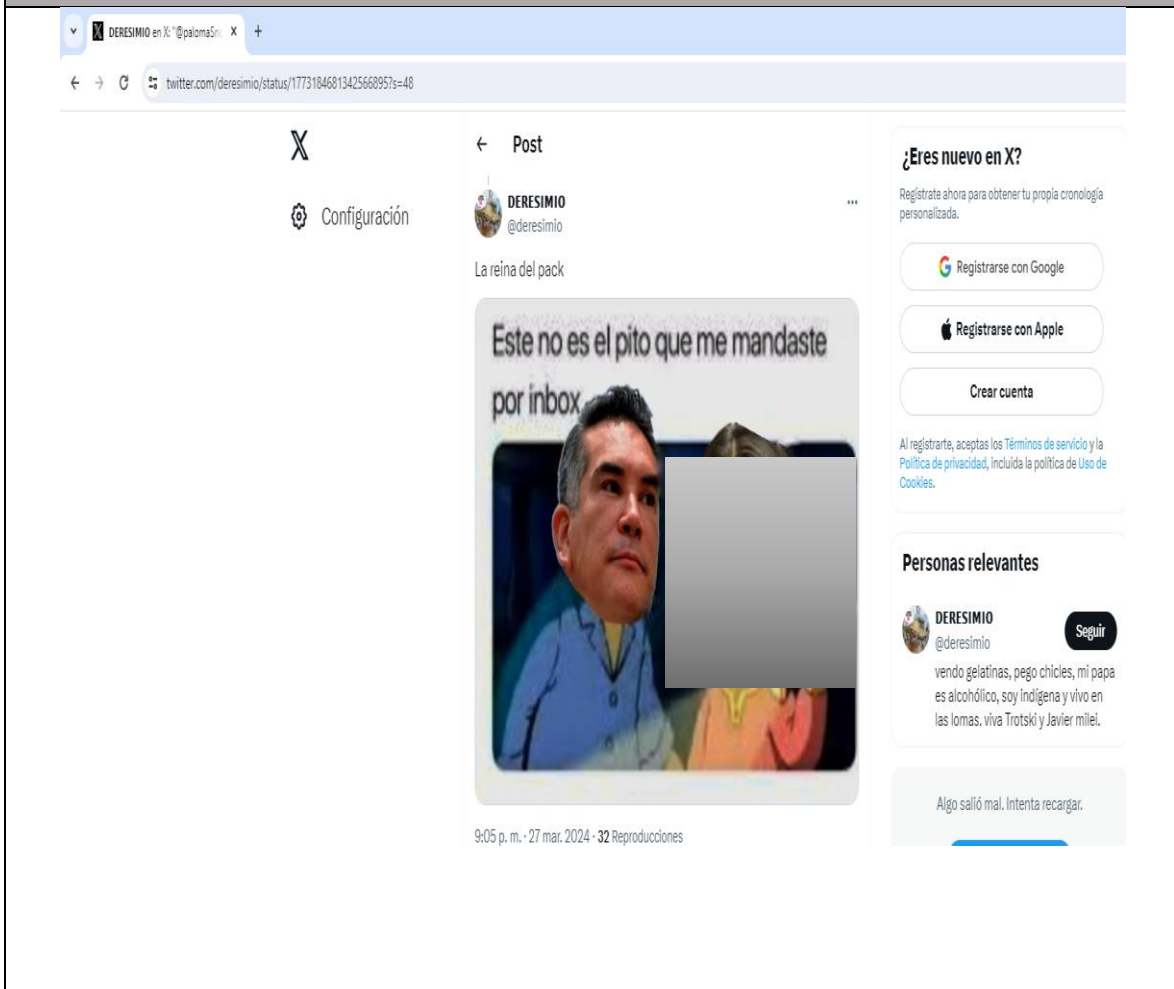 DERESIMIO en X: "@palomaSn
twitter.com/deresimio/status/1773184681342566895?s=48
Configuración
Post
DERESIMIO
@deresimio
La reina del pack
Este no es el pito que me mandaste
por inbox
9:05 p. m. · 27 mar. 2024 · 32 Reproducciones
¿Eres nuevo en X?
Regístrate ahora para obtener tu propia cronología
personalizada.
Registrarse con Google
Registrarse con Apple
Crear cuenta
Al registrarte, aceptas los Términos de servicio y la
Política de privacidad, incluida la política de Uso de
Cookies.
Personas relevantes
DERESIMIO
@deresimio
Seguir
vendo gelatinas, pego chicles, mi papa
es alcohólico, soy indígena y vivo en
las lomas. viva Trotski y Javier milei.
Algo salió mal. Intenta recargar.